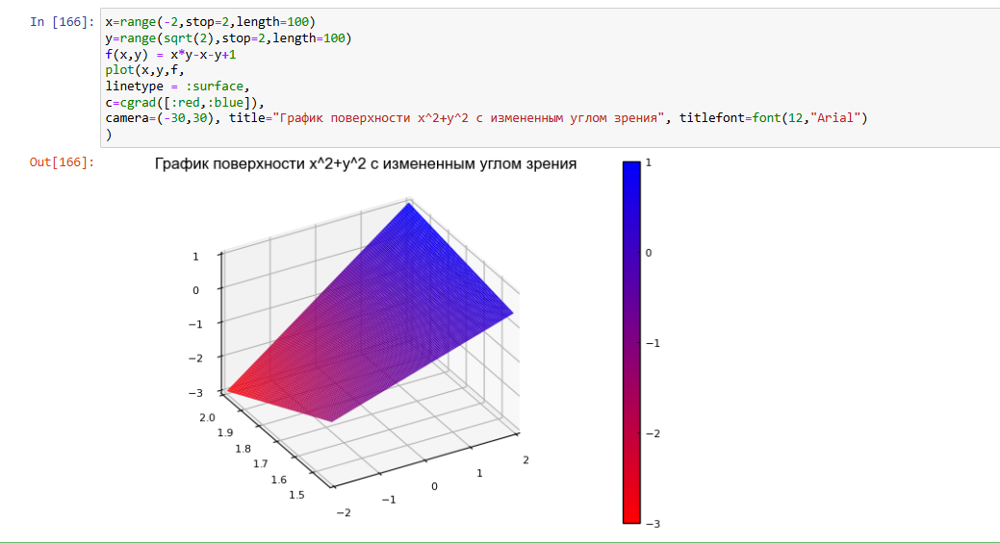 In [166]: x=range(-2,stop=2,length=100)
y=range(sqrt(2),stop=2,length=100)
f(x,y) = x*y-x-y+1
plot(x,y,f,
linetype = :surface,
c=cgrad([:red,:blue]),
camera=(-30,30), title="График поверхности x^2+y^2 с измененным углом зрения", titlefont=font(12,"Arial")
)
Out[166]:
График поверхности x^2+y^2 с измененным углом зрения
1
0
−1
−2
−3
2.0
1.9
1.8
1.7
1.6
1.5
−2
−1
0
1
2
1
0
−1
−2
−3